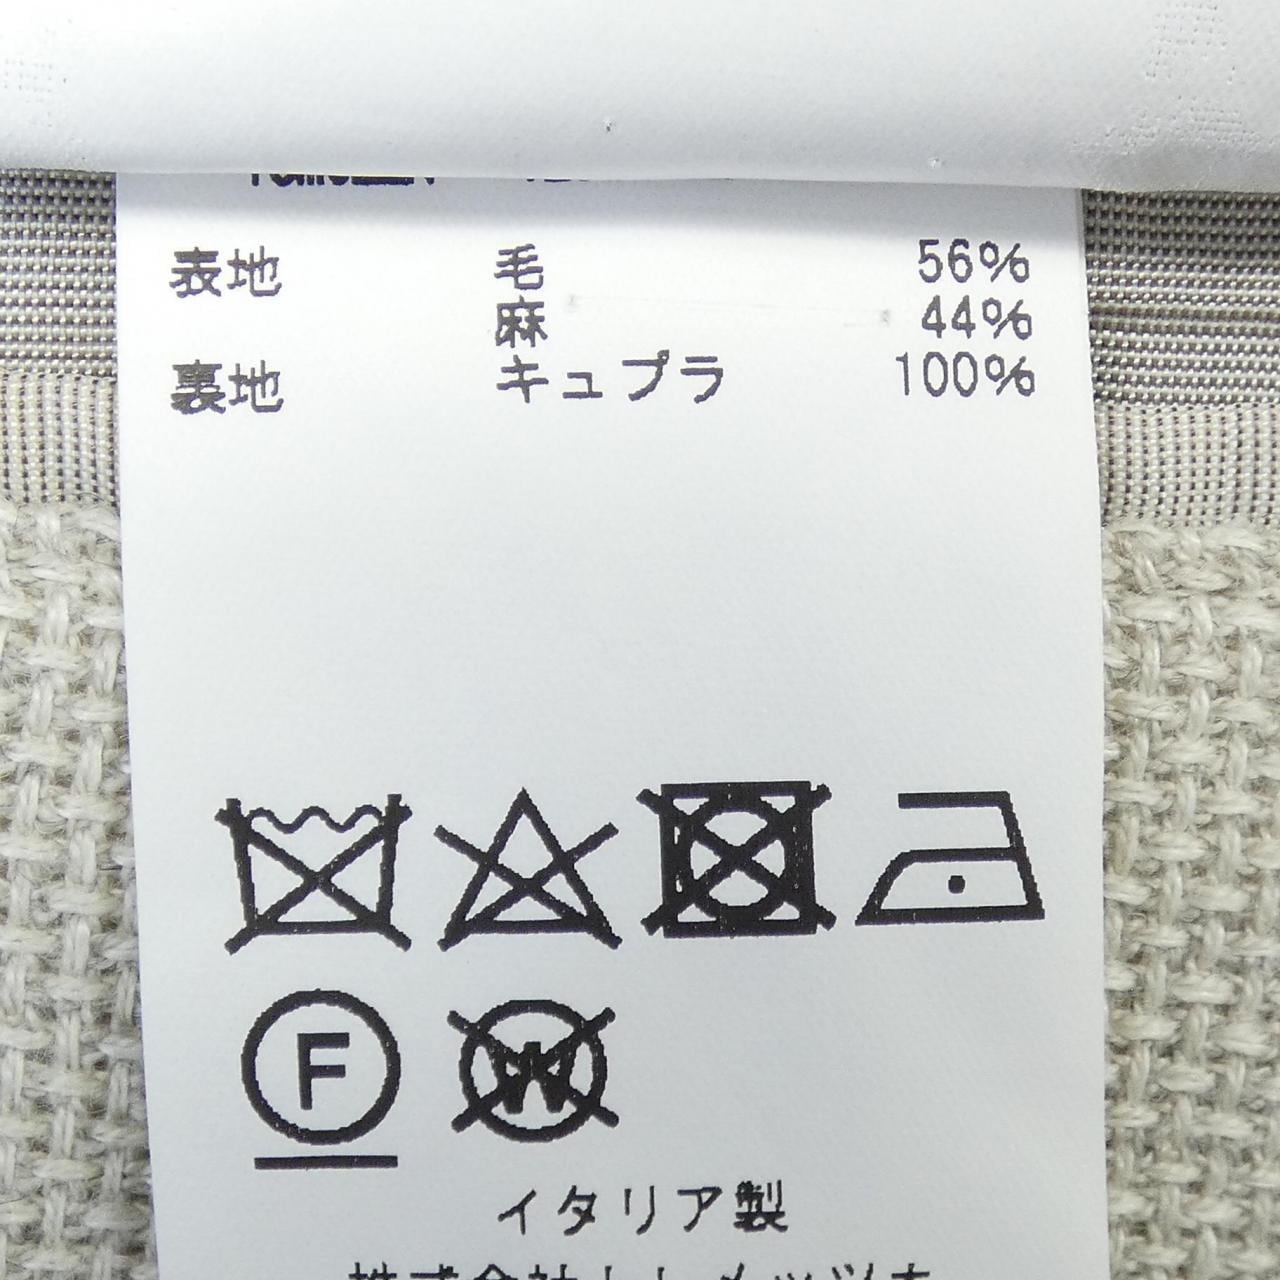 表地 毛 56%
麻 44%
裏地 キュプラ 100%
F
W
イタリア製